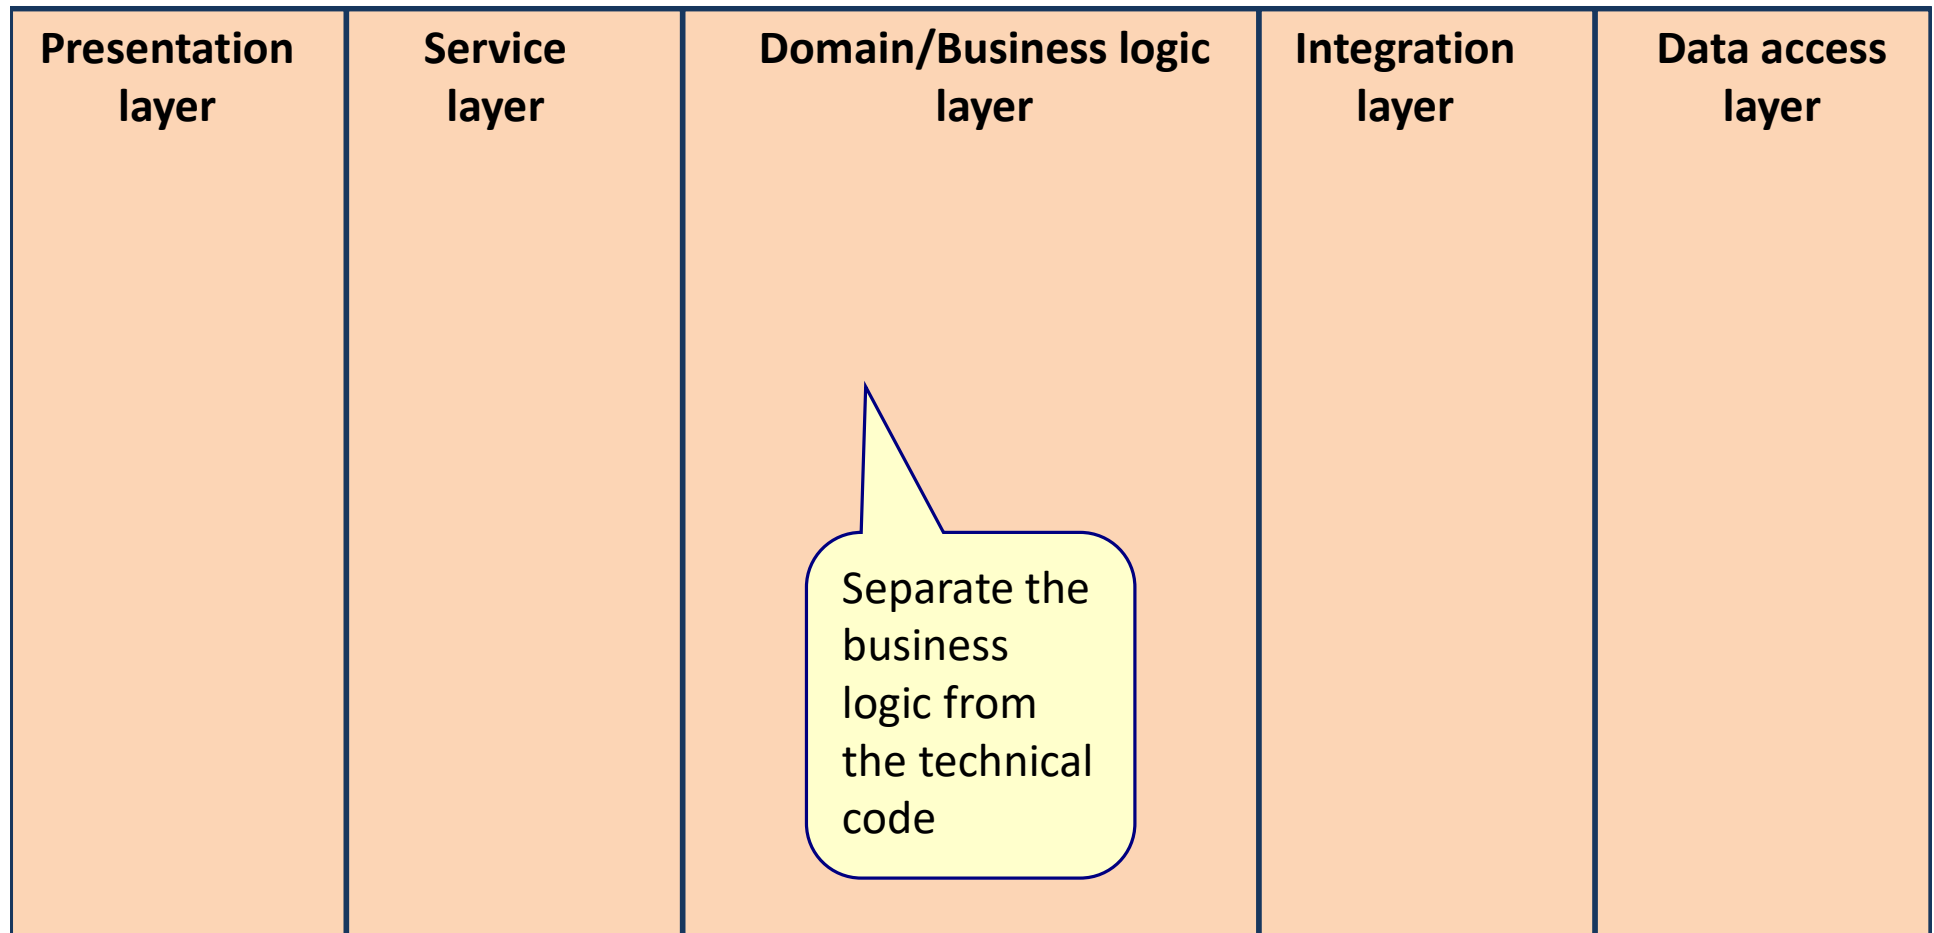 Presentation
layer
Service
layer
Domain/Business logic
layer
Integration
layer
Data access
layer
Separate the
business
logic from
the technical
code